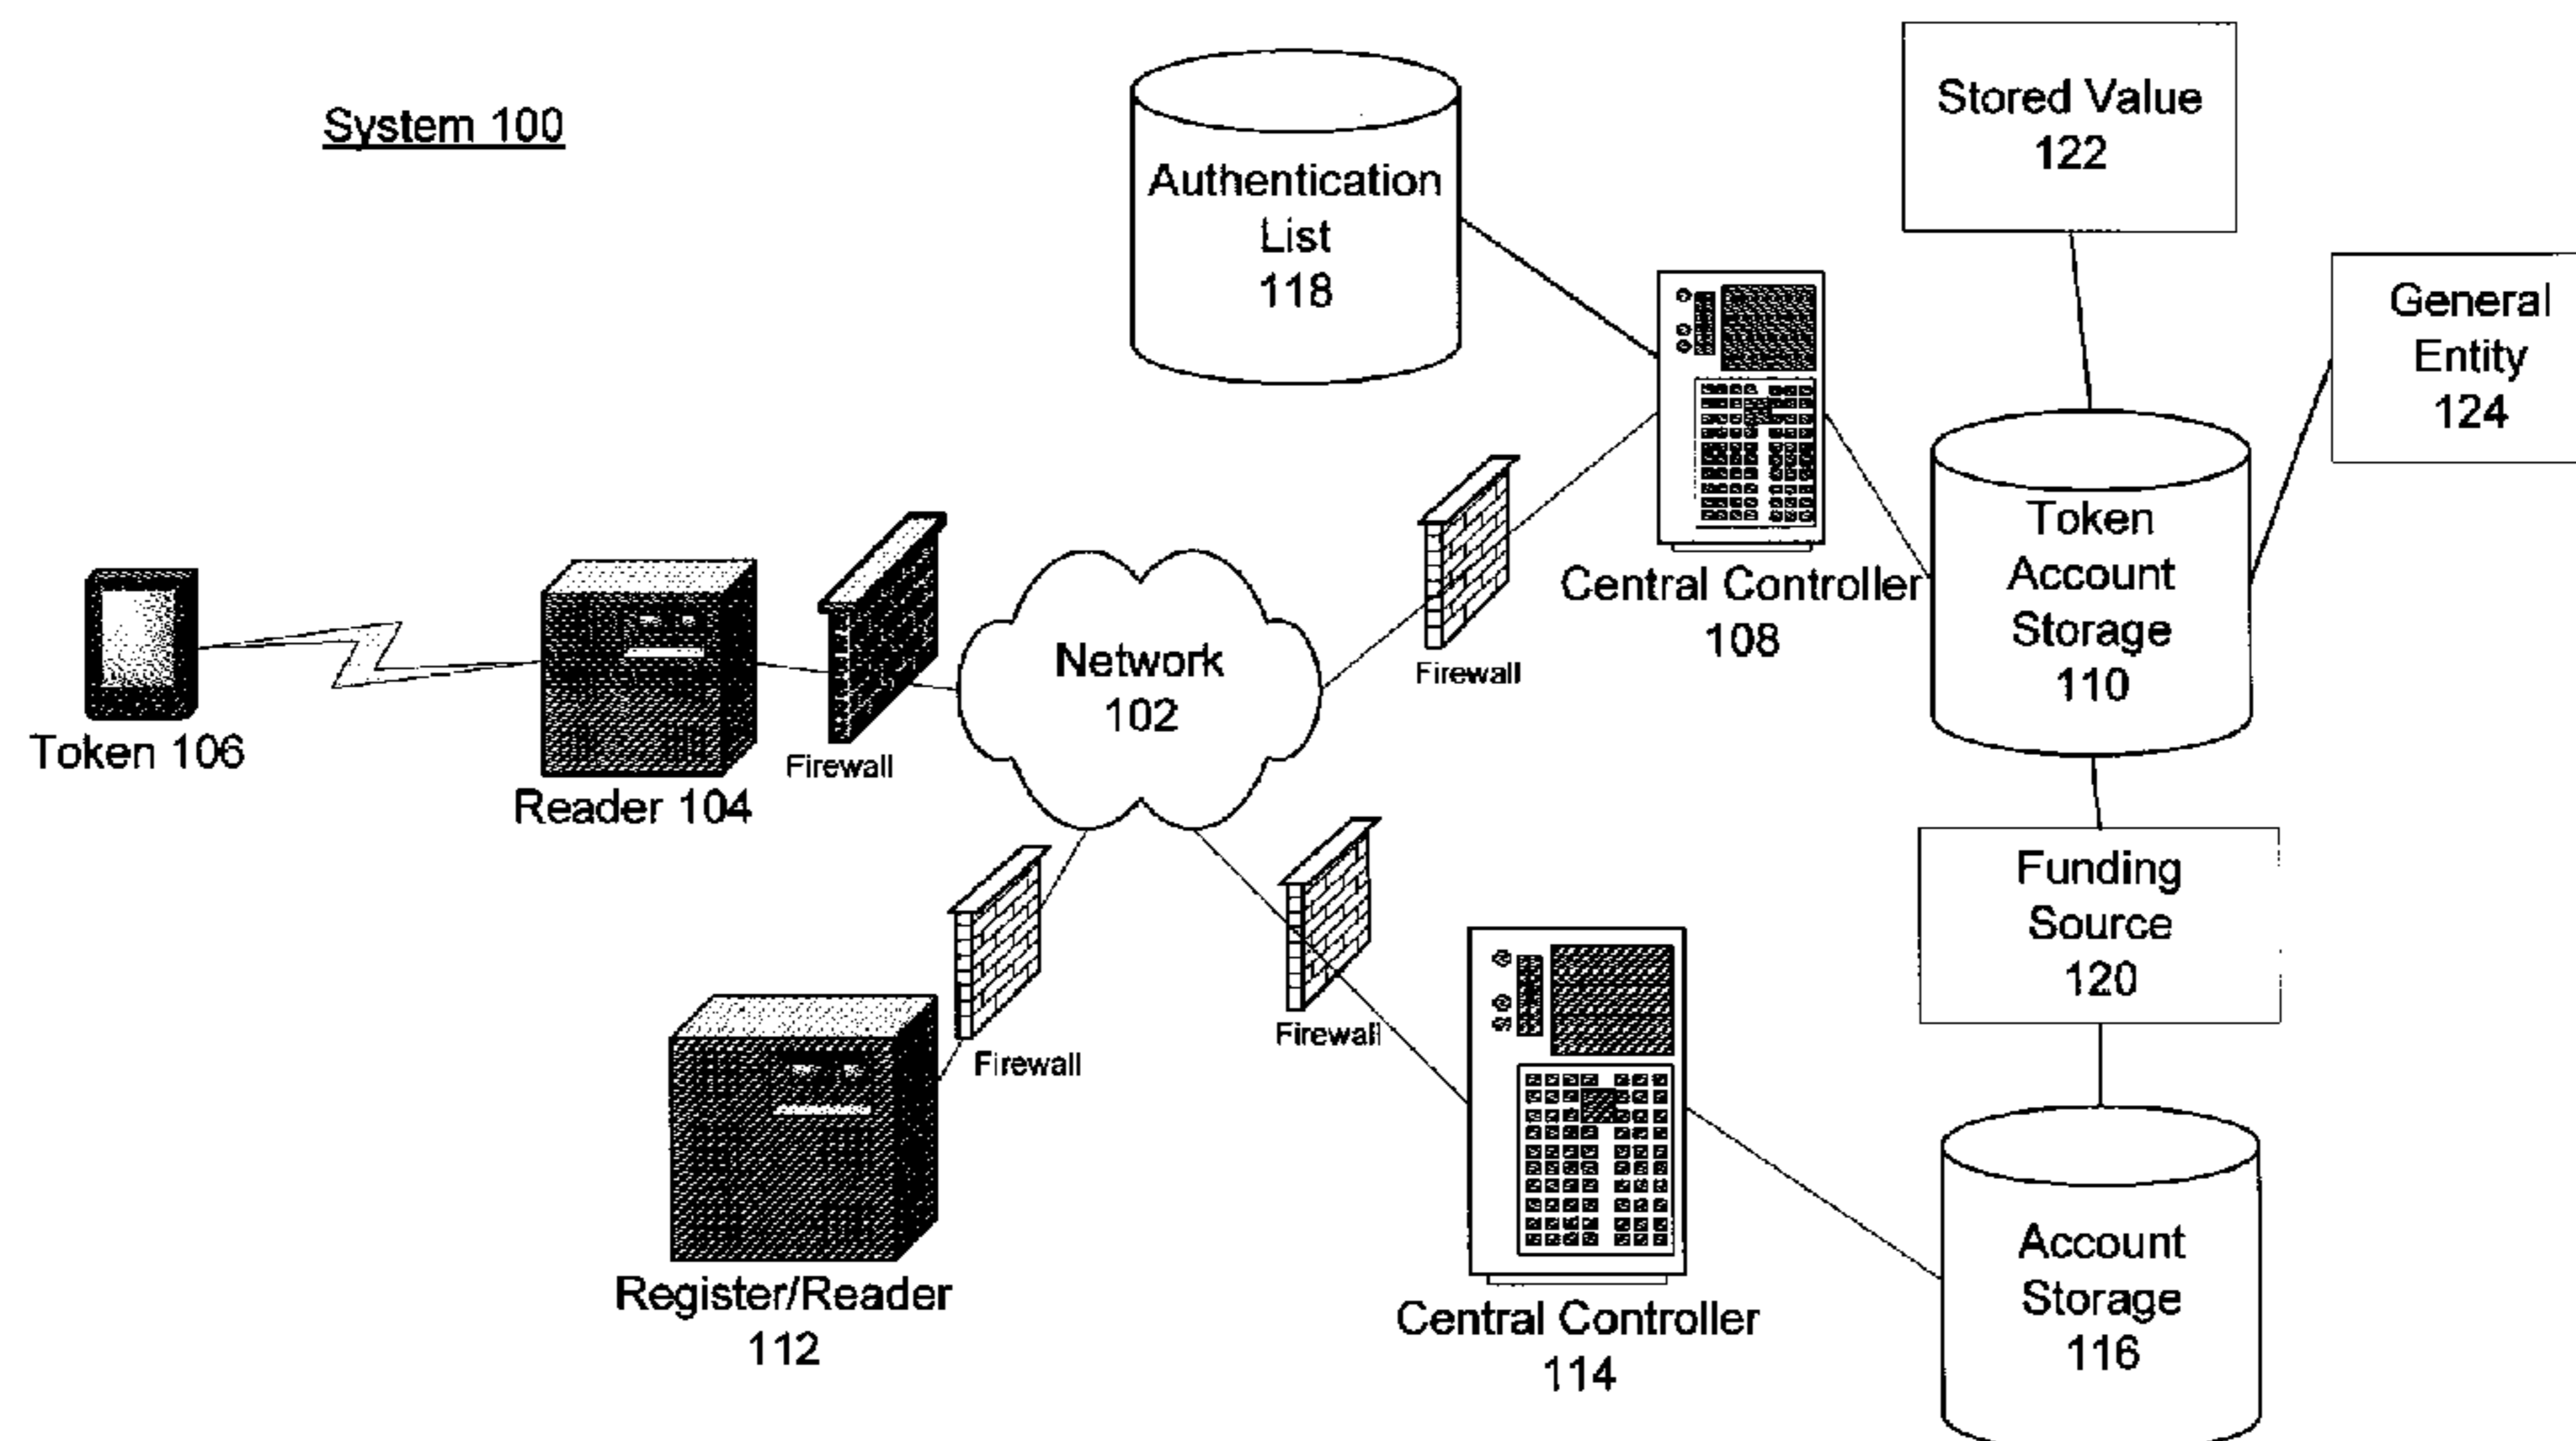 System 100
Authentication
List
118
Stored Value
122
General
Entity
124
Token 106
Reader 104
Firewall
Network
102
Firewall
Central Controller
108
Token
Account
Storage
110
Firewall
Firewall
Funding
Source
120
Register/Reader
112
Central Controller
114
Account
Storage
116